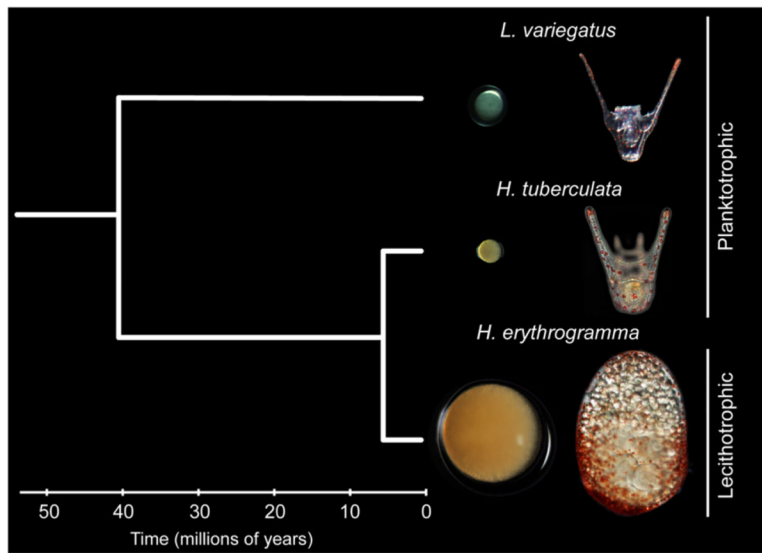 L. variegatus
H. tuberculata
H. erythrogramma
Planktotrophic
Lecithotrophic
50 40 30 20 10 0
Time (millions of years)